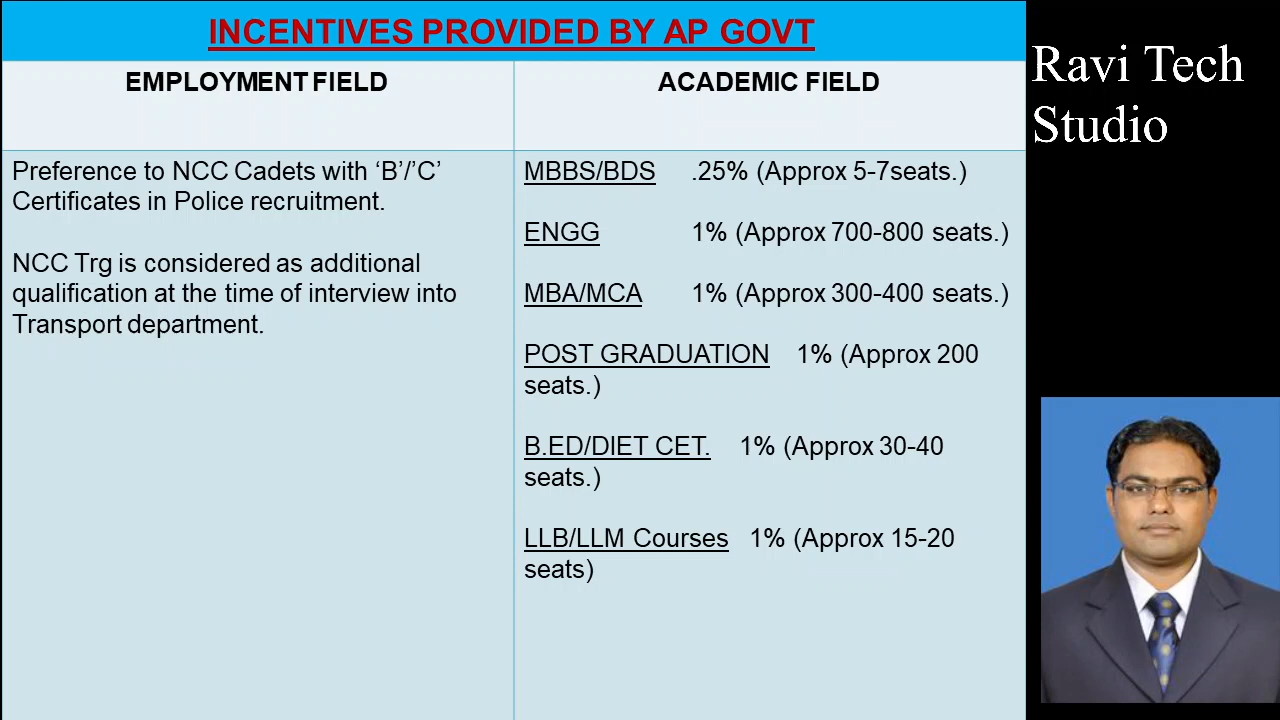 INCENTIVES PROVIDED BY AP GOVT
EMPLOYMENT FIELD
ACADEMIC FIELD
Preference to NCC Cadets with ‘B’/’C’
Certificates in Police recruitment.
NCC Trg is considered as additional
qualification at the time of interview into
Transport department.
MBBS/BDS .25% (Approx 5-7seats.)
ENGG 1% (Approx 700-800 seats.)
MBA/MCA 1% (Approx 300-400 seats.)
POST GRADUATION 1% (Approx 200
seats.)
B.ED/DIET CET. 1% (Approx 30-40
seats.)
LLB/LLM Courses 1% (Approx 15-20
seats)
Ravi Tech
Studio